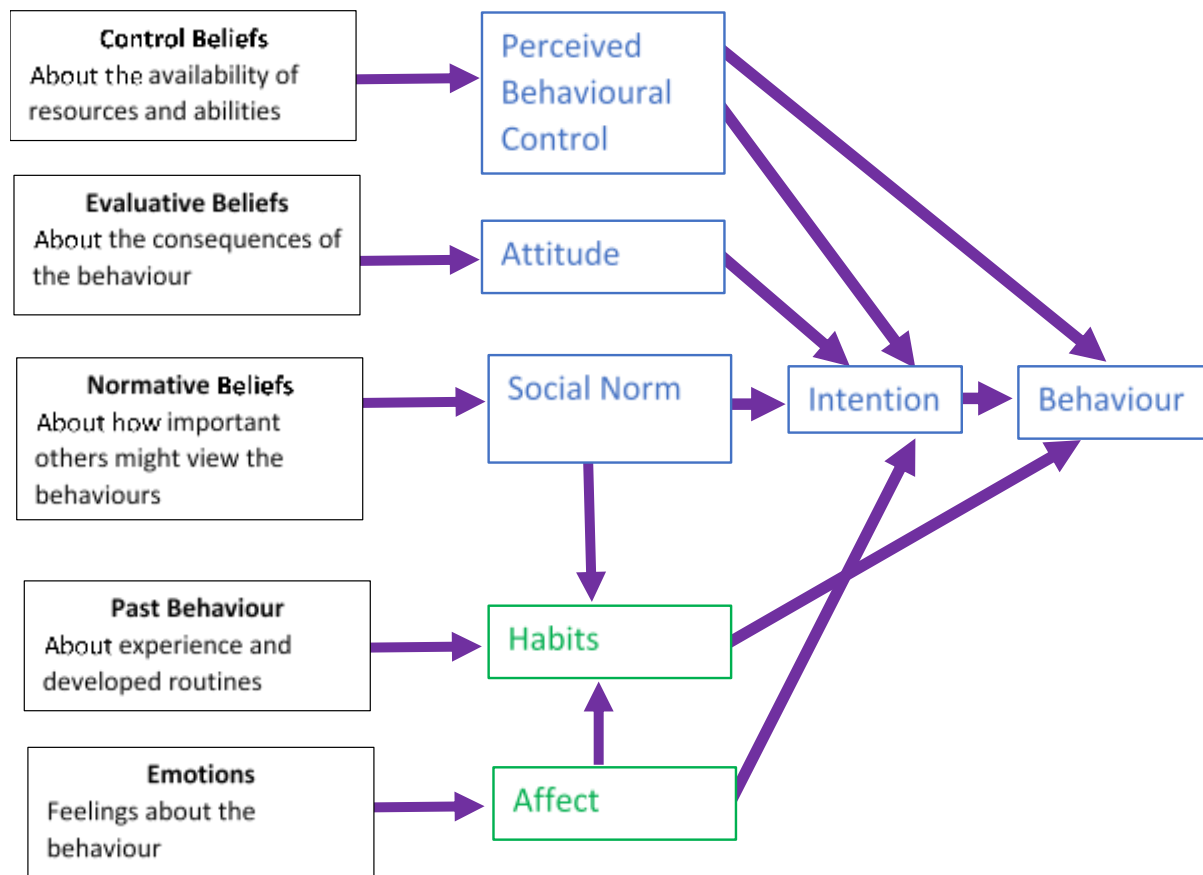 Control Beliefs
About the availability of
resources and abilities
Perceived
Behavioural
Control
Evaluative Beliefs
About the consequences of
the behaviour
Attitude
Normative Beliefs
About how important
others might view the
behaviours
Social Norm
Intention
Behaviour
Past Behaviour
About experience and
developed routines
Habits
Emotions
Feelings about the
behaviour
Affect